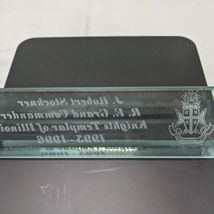 J. Robert Stockner
R. E. Grand Commander
Knights Templar of Illinois
1995-1996